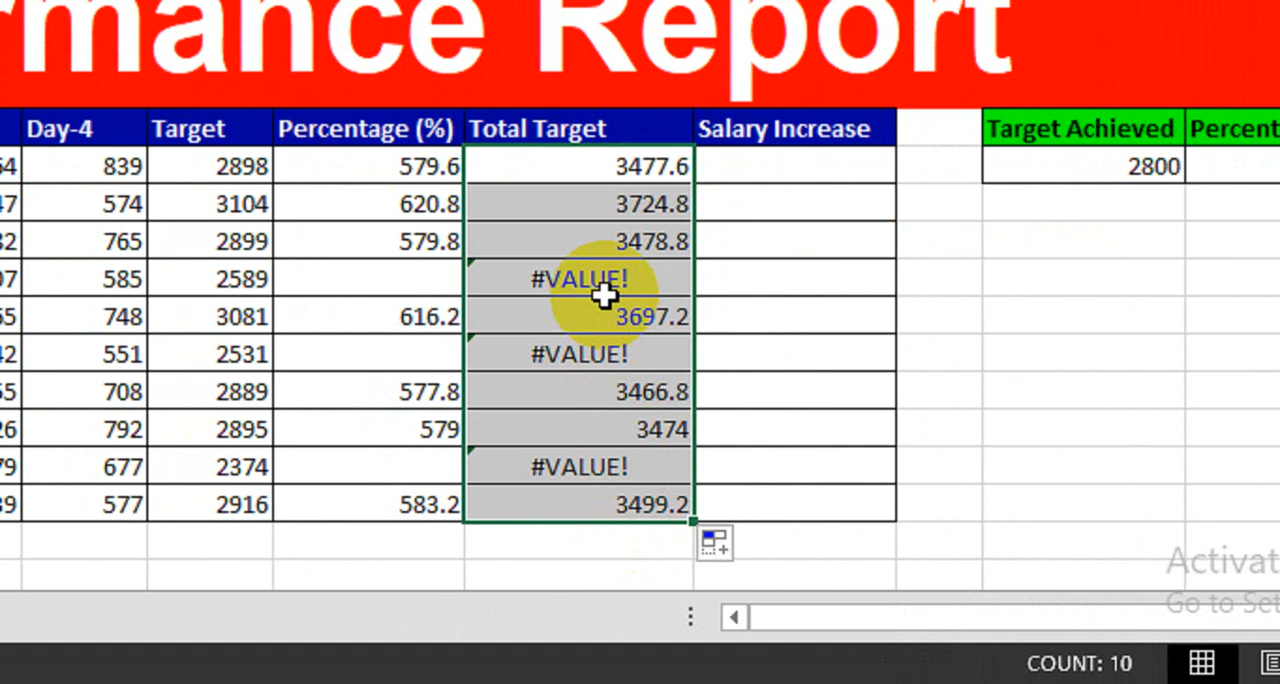 rmance Report
Day-4 Target Percentage (%) Total Target Salary Increase Target Achieved Percent
64 839 2898 579.6 3477.6 2800
47 574 3104 620.8 3724.8
32 765 2899 579.8 3478.8
07 585 2589 #VALUE!
55 748 3081 616.2 3697.2
42 551 2531 #VALUE!
55 708 2889 577.8 3466.8
26 792 2895 579 3474
79 677 2374 #VALUE!
39 577 2916 583.2 3499.2
Activat
Go to Set
COUNT: 10